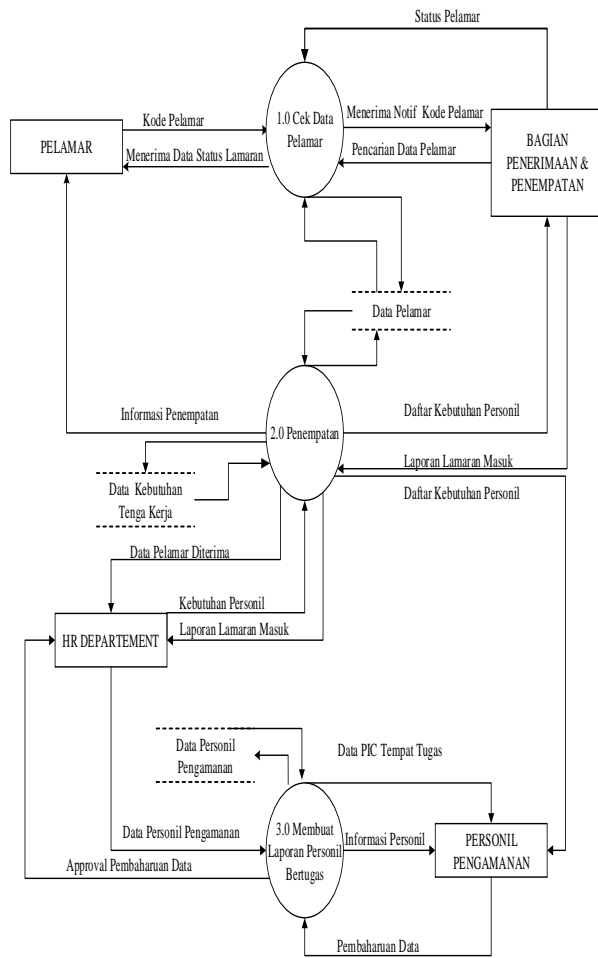 Status Pelamar
1.0 Cek Data
Pelamar
Kode Pelamar
Menerima Notif Kode Pelamar
PELAMAR
Menerima Data Status Lamaran
Pencarian Data Pelamar
BAGIAN
PENERIMAAN &
PENEMPATAN
Data Pelamar
Informasi Penempatan
2.0 Penempatan
Daftar Kebutuhan Personil
Laporan Lamaran Masuk
Daftar Kebutuhan Personil
Data Kebutuhan
Tenga Kerja
Data Pelamar Diterima
Kebutuhan Personil
HR DEPARTEMENT
Laporan Lamaran Masuk
Data Personil
Pengamanan
Data PIC Tempat Tugas
Data Personil Pengamanan
3.0 Membuat
Laporan Personil
Bertugas
Informasi Personil
PERSONIL
PENGAMANAN
Approval Pembaharuan Data
Pembaharuan Data